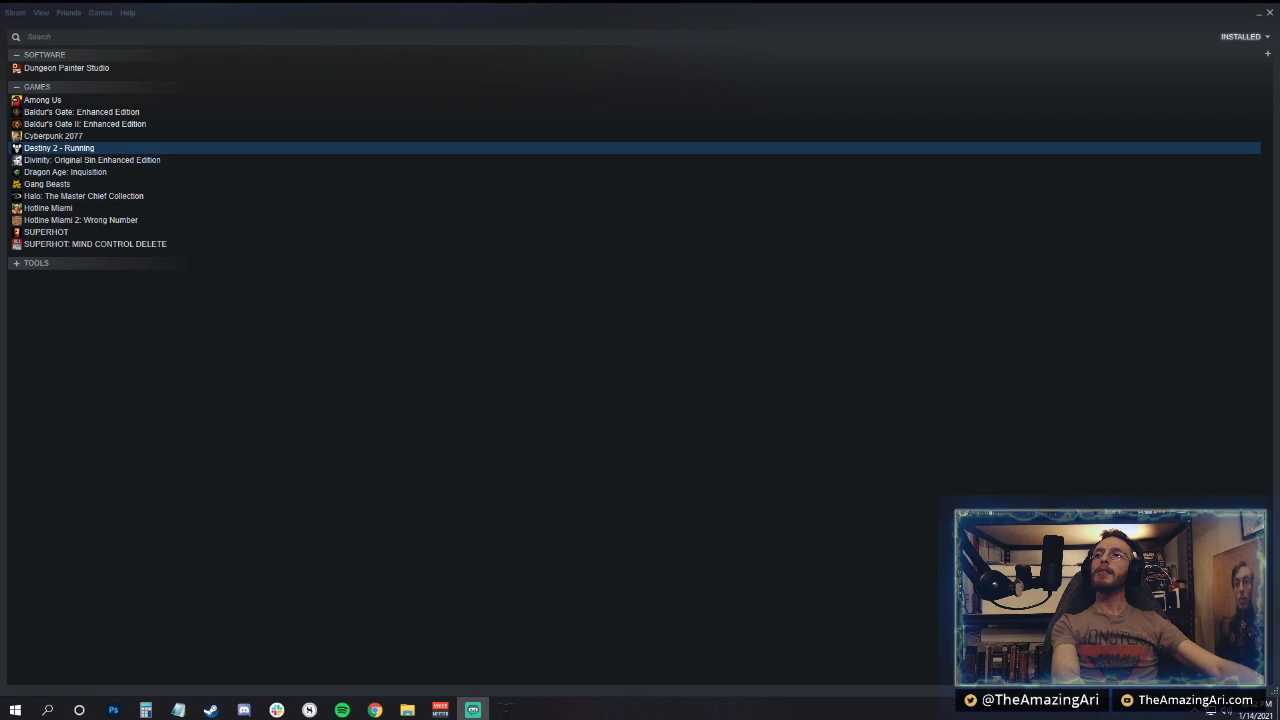 Steam View Friends Games Help
Search
INSTALLED
SOFTWARE
Dungeon Painter Studio
GAMES
Among Us
Baldur's Gate: Enhanced Edition
Baldur's Gate II: Enhanced Edition
Cyberpunk 2077
Destiny 2 - Running
Divinity: Original Sin Enhanced Edition
Dragon Age: Inquisition
Gang Beasts
Halo: The Master Chief Collection
Hotline Miami
Hotline Miami 2: Wrong Number
SUPERHOT
SUPERHOT: MIND CONTROL DELETE
TOOLS
@TheAmazingAri
TheAmazingAri.com
1/14/2021